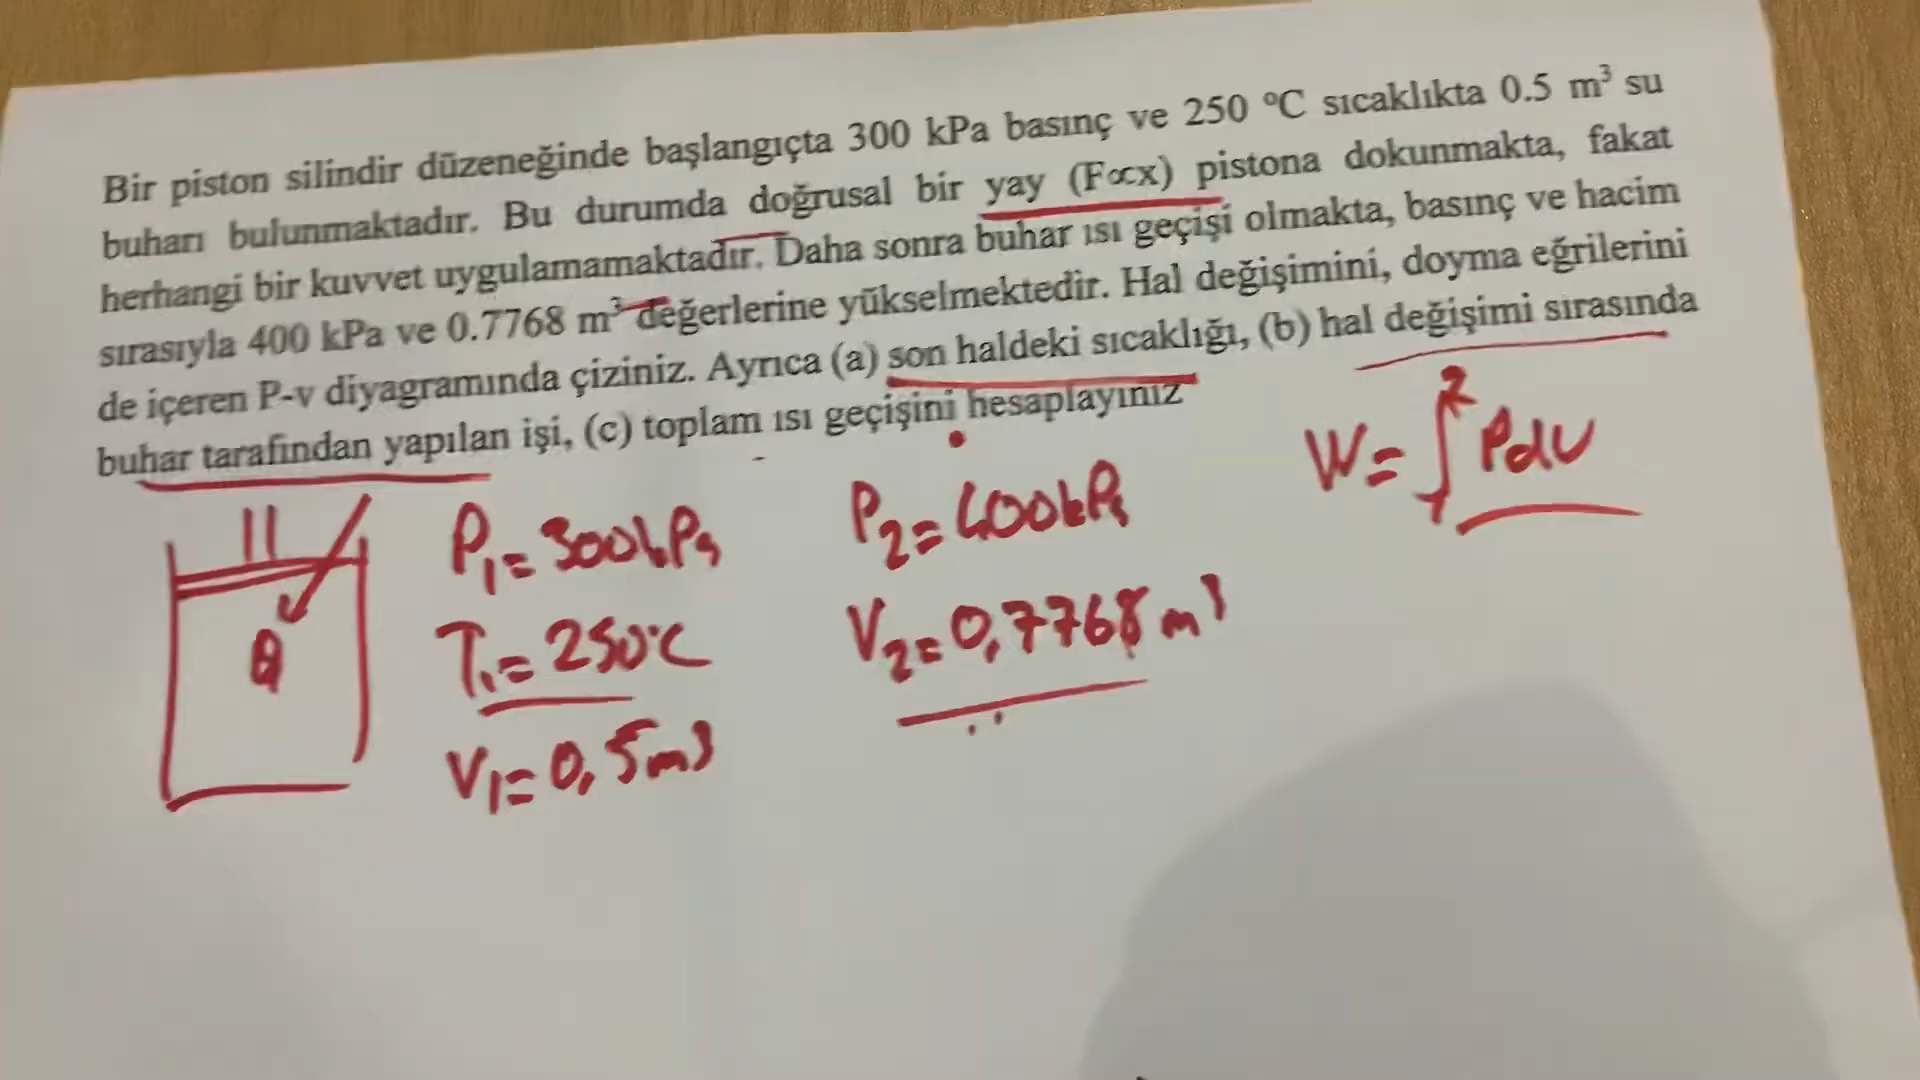 Bir piston silindir düzeneğinde başlangıçta 300 kPa basınç ve 250 °C sıcaklıkta 0.5 m³ su
buharı bulunmaktadır. Bu durumda doğrusal bir yay (F∝x) pistona dokunmakta, fakat
herhangi bir kuvvet uygulamamaktadır. Daha sonra buhar ısı geçişi olmakta, basınç ve hacim
sırasıyla 400 kPa ve 0.7768 m³ değerlerine yükselmektedir. Hal değişimini, doyma eğrilerini
de içeren P-v diyagramında çiziniz. Ayrıca (a) son haldeki sıcaklığı, (b) hal değişimi sırasında
buhar tarafından yapılan işi, (c) toplam ısı geçişini hesaplayınız
W=∫₁² Pdv
P₁=300kPa
P₂=400kPa
T₁=250°C
V₂=0,7768m³
V₁=0,5m³